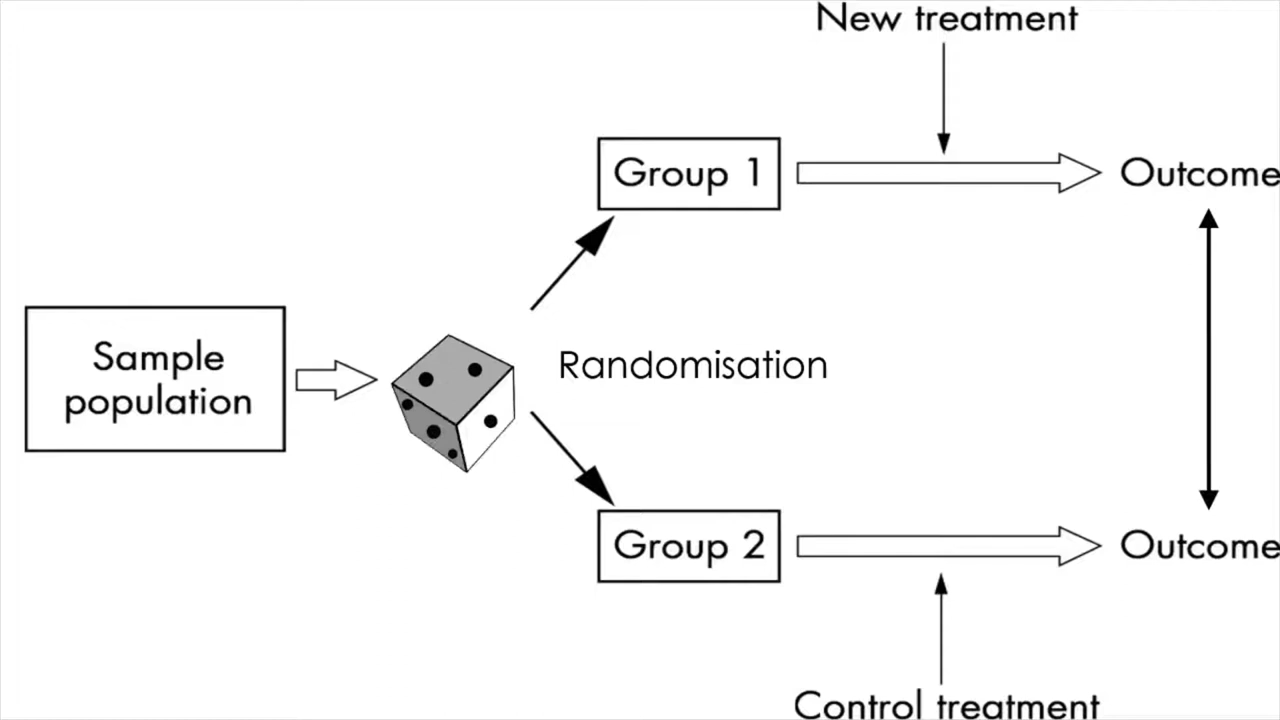 New treatment
Group 1
Outcome
Sample
population
Randomisation
Group 2
Outcome
Control treatment